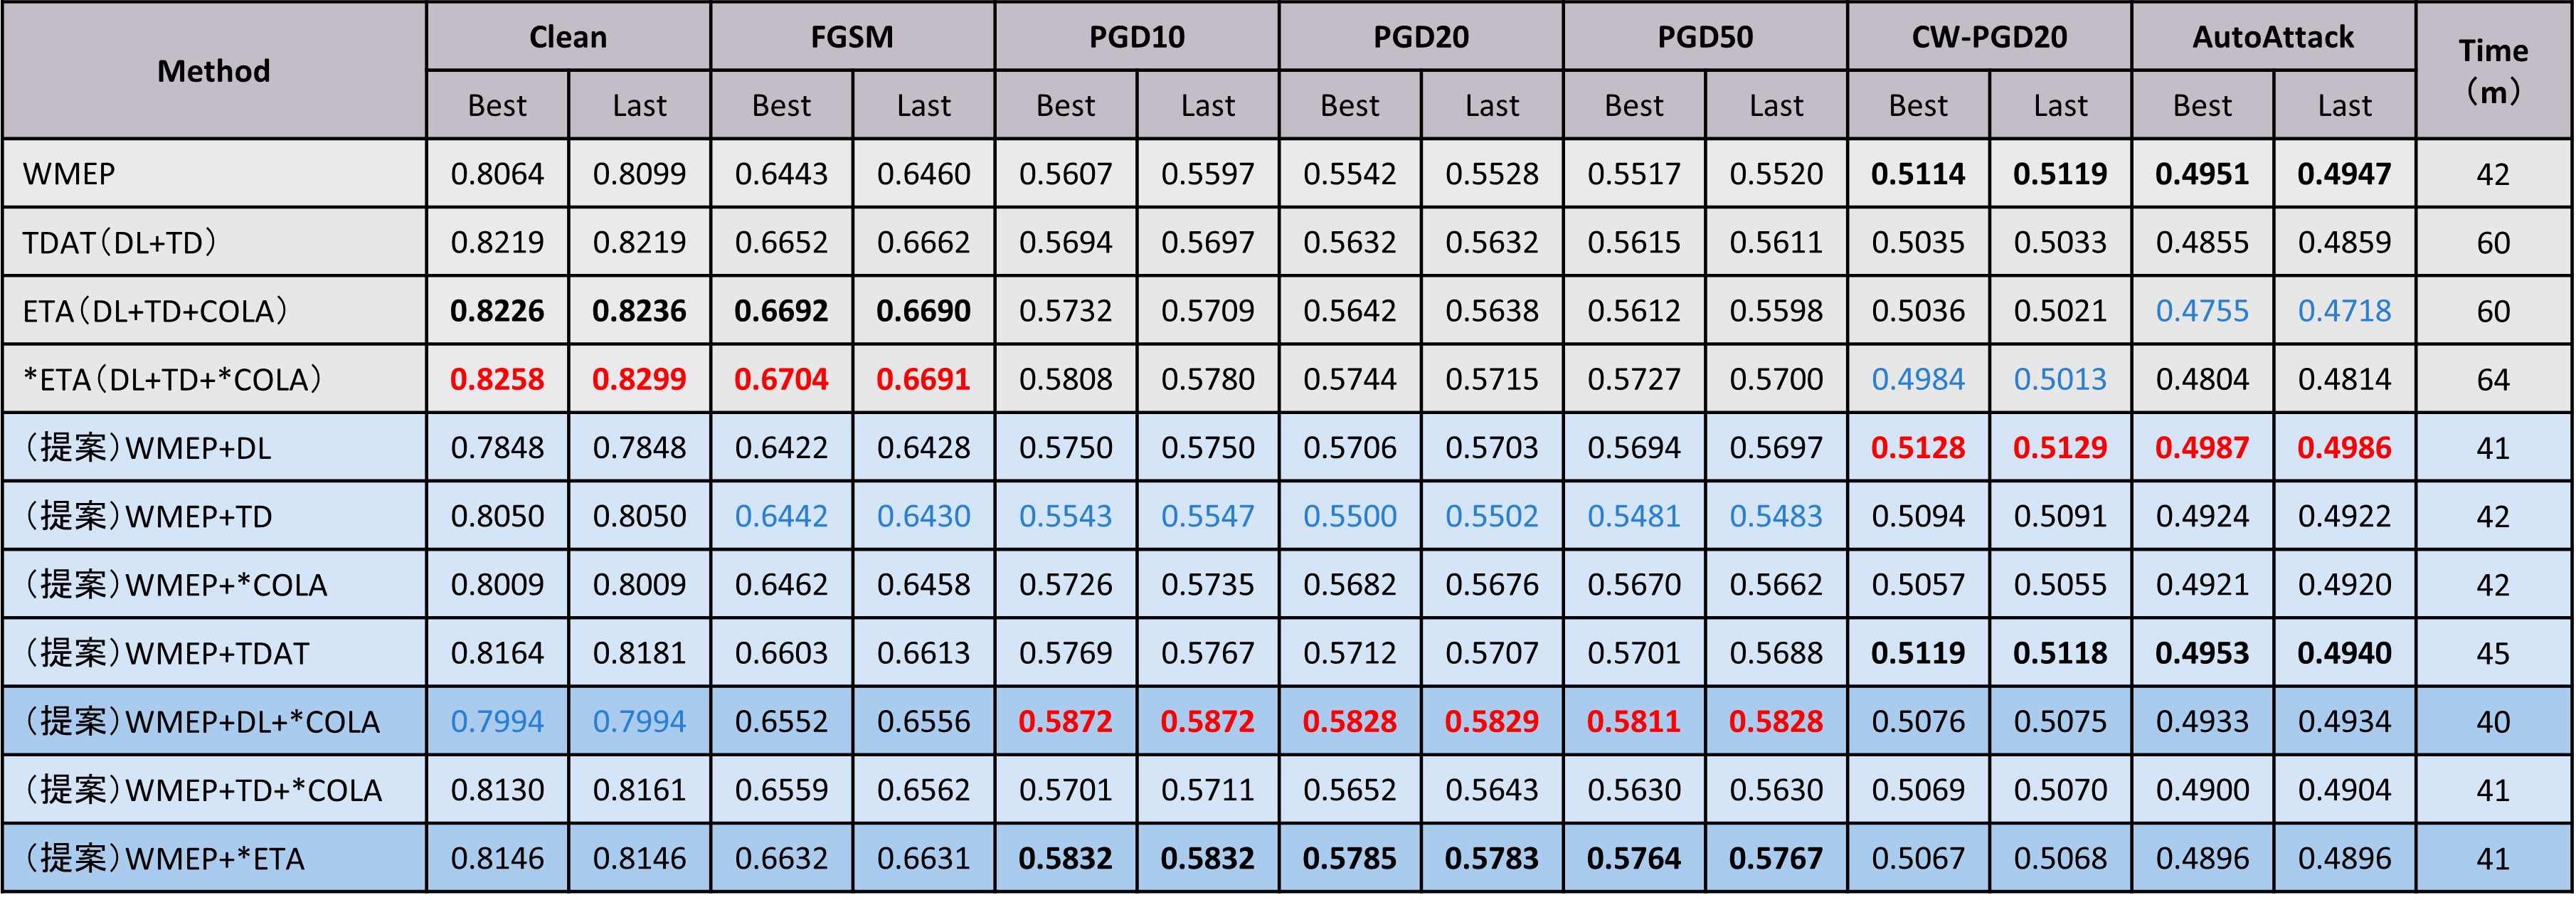 Method Clean FGSM PGD10 PGD20 PGD50 CW-PGD20 AutoAttack Time（m）
Best Last Best Last Best Last Best Last Best Last Best Last Best Last
WMEP 0.8064 0.8099 0.6443 0.6460 0.5607 0.5597 0.5542 0.5528 0.5517 0.5520 0.5114 0.5119 0.4951 0.4947 42
TDAT（DL+TD） 0.8219 0.8219 0.6652 0.6662 0.5694 0.5697 0.5632 0.5632 0.5615 0.5611 0.5035 0.5033 0.4855 0.4859 60
ETA（DL+TD+COLA） 0.8226 0.8236 0.6692 0.6690 0.5732 0.5709 0.5642 0.5638 0.5612 0.5598 0.5036 0.5021 0.4755 0.4718 60
*ETA（DL+TD+*COLA） 0.8258 0.8299 0.6704 0.6691 0.5808 0.5780 0.5744 0.5715 0.5727 0.5700 0.4984 0.5013 0.4804 0.4814 64
（提案）WMEP+DL 0.7848 0.7848 0.6422 0.6428 0.5750 0.5750 0.5706 0.5703 0.5694 0.5697 0.5128 0.5129 0.4987 0.4986 41
（提案）WMEP+TD 0.8050 0.8050 0.6442 0.6430 0.5543 0.5547 0.5500 0.5502 0.5481 0.5483 0.5094 0.5091 0.4924 0.4922 42
（提案）WMEP+*COLA 0.8009 0.8009 0.6462 0.6458 0.5726 0.5735 0.5682 0.5676 0.5670 0.5662 0.5057 0.5055 0.4921 0.4920 42
（提案）WMEP+TDAT 0.8164 0.8181 0.6603 0.6613 0.5769 0.5767 0.5712 0.5707 0.5701 0.5688 0.5119 0.5118 0.4953 0.4940 45
（提案）WMEP+DL+*COLA 0.7994 0.7994 0.6552 0.6556 0.5872 0.5872 0.5828 0.5829 0.5811 0.5828 0.5076 0.5075 0.4933 0.4934 40
（提案）WMEP+TD+*COLA 0.8130 0.8161 0.6559 0.6562 0.5701 0.5711 0.5652 0.5643 0.5630 0.5630 0.5069 0.5070 0.4900 0.4904 41
（提案）WMEP+*ETA 0.8146 0.8146 0.6632 0.6631 0.5832 0.5832 0.5785 0.5783 0.5764 0.5767 0.5067 0.5068 0.4896 0.4896 41